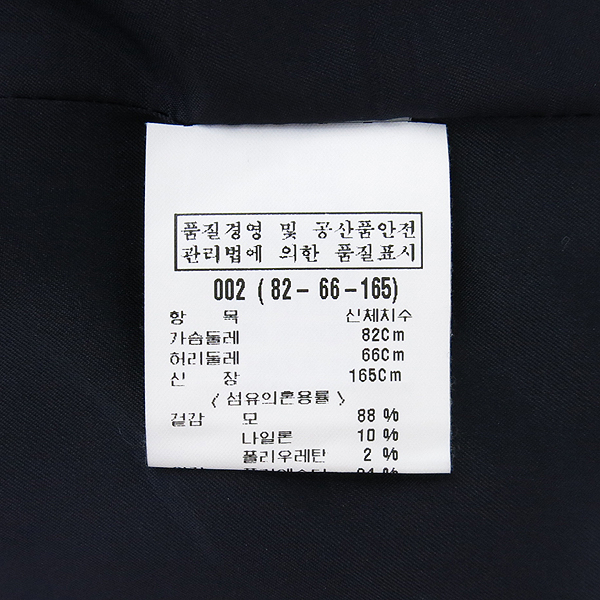 품질경영 및 공산품안전
관리법에 의한 품질표시
002 ( 82 - 66 - 165)
항 목 신체치수
가슴둘레 82Cm
허리둘레 66Cm
신 장 165Cm
〈 섬유의혼용률 〉
겉감 모 88 %
나일론 10 %
폴리우레탄 2 %